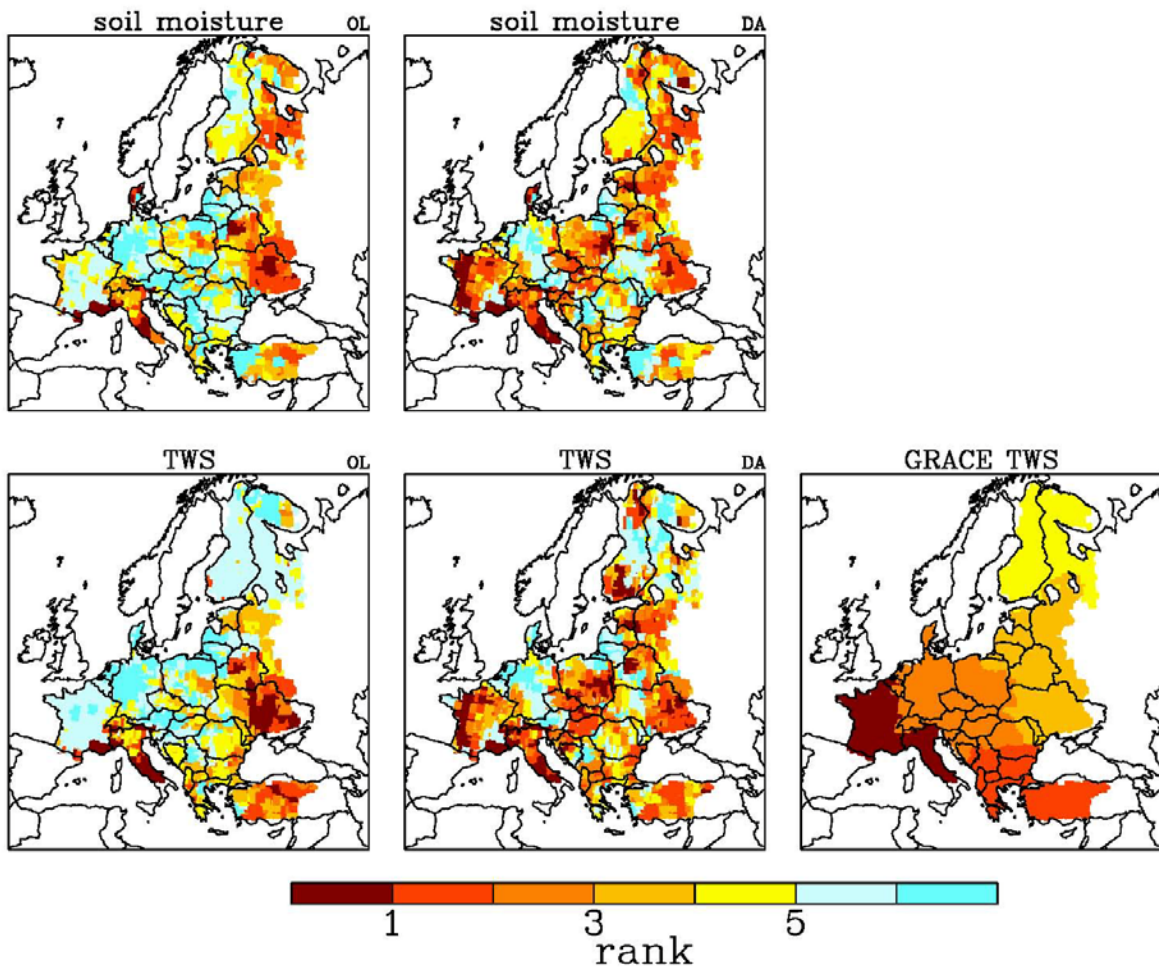 soil moisture OL
soil moisture DA
TWS OL
TWS DA
GRACE TWS
1 3 5
rank